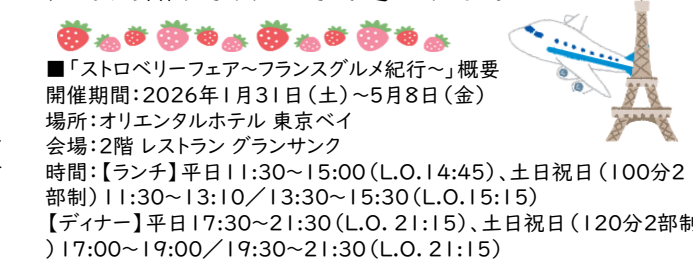 ■「ストロベリーフェア～フランスグルメ紀行～」概要
開催期間：2026年1月31日（土）～5月8日（金）
場所：オリエンタルホテル 東京ベイ
会場：2階 レストラン グランサンク
時間：【ランチ】平日11:30～15:00（L.O.14:45）、土日祝日（100分2
部制）11:30～13:10／13:30～15:30（L.O.15:15）
【ディナー】平日17:30～21:30（L.O. 21:15）、土日祝日（120分2部制
）17:00～19:00／19:30～21:30（L.O. 21:15）